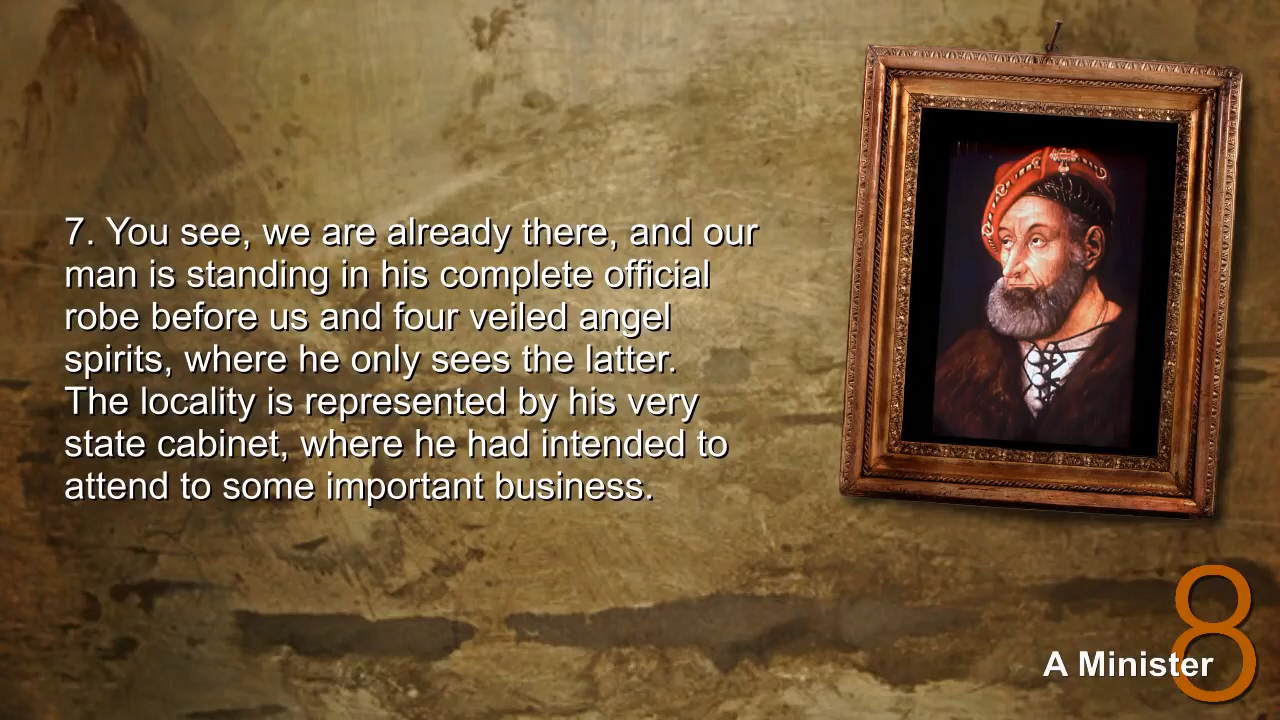 7. You see, we are already there, and our
man is standing in his complete official
robe before us and four veiled angel
spirits, where he only sees the latter.
The locality is represented by his very
state cabinet, where he had intended to
attend to some important business.
8
A Minister